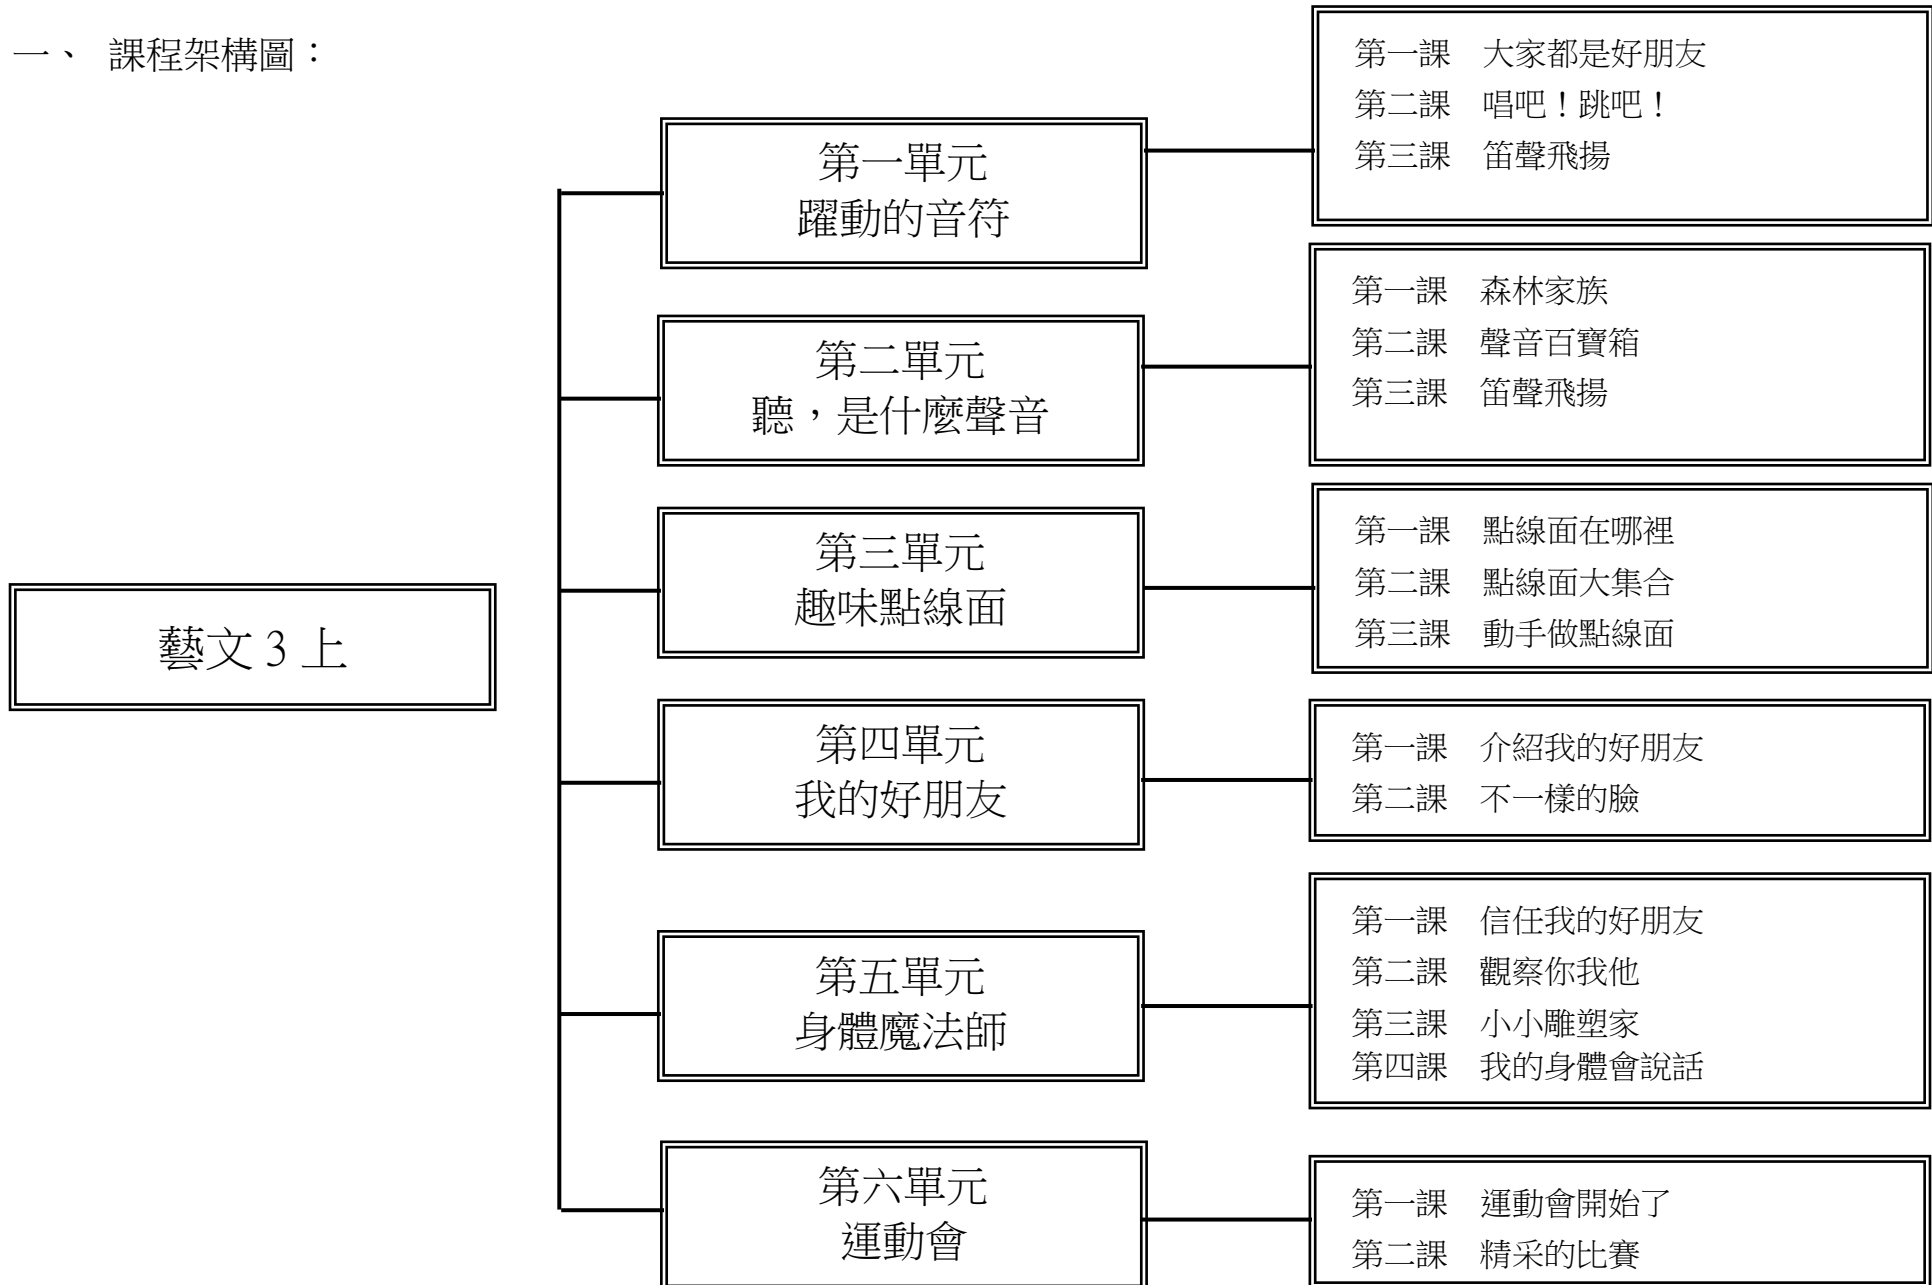 一、 課程架構圖：
藝文3上
第一單元
躍動的音符
第一課 大家都是好朋友
第二課 唱吧！跳吧！
第三課 笛聲飛揚
第二單元
聽，是什麼聲音
第一課 森林家族
第二課 聲音百寶箱
第三課 笛聲飛揚
第三單元
趣味點線面
第一課 點線面在哪裡
第二課 點線面大集合
第三課 動手做點線面
第四單元
我的好朋友
第一課 介紹我的好朋友
第二課 不一樣的臉
第五單元
身體魔法師
第一課 信任我的好朋友
第二課 觀察你我他
第三課 小小雕塑家
第四課 我的身體會說話
第六單元
運動會
第一課 運動會開始了
第二課 精采的比賽